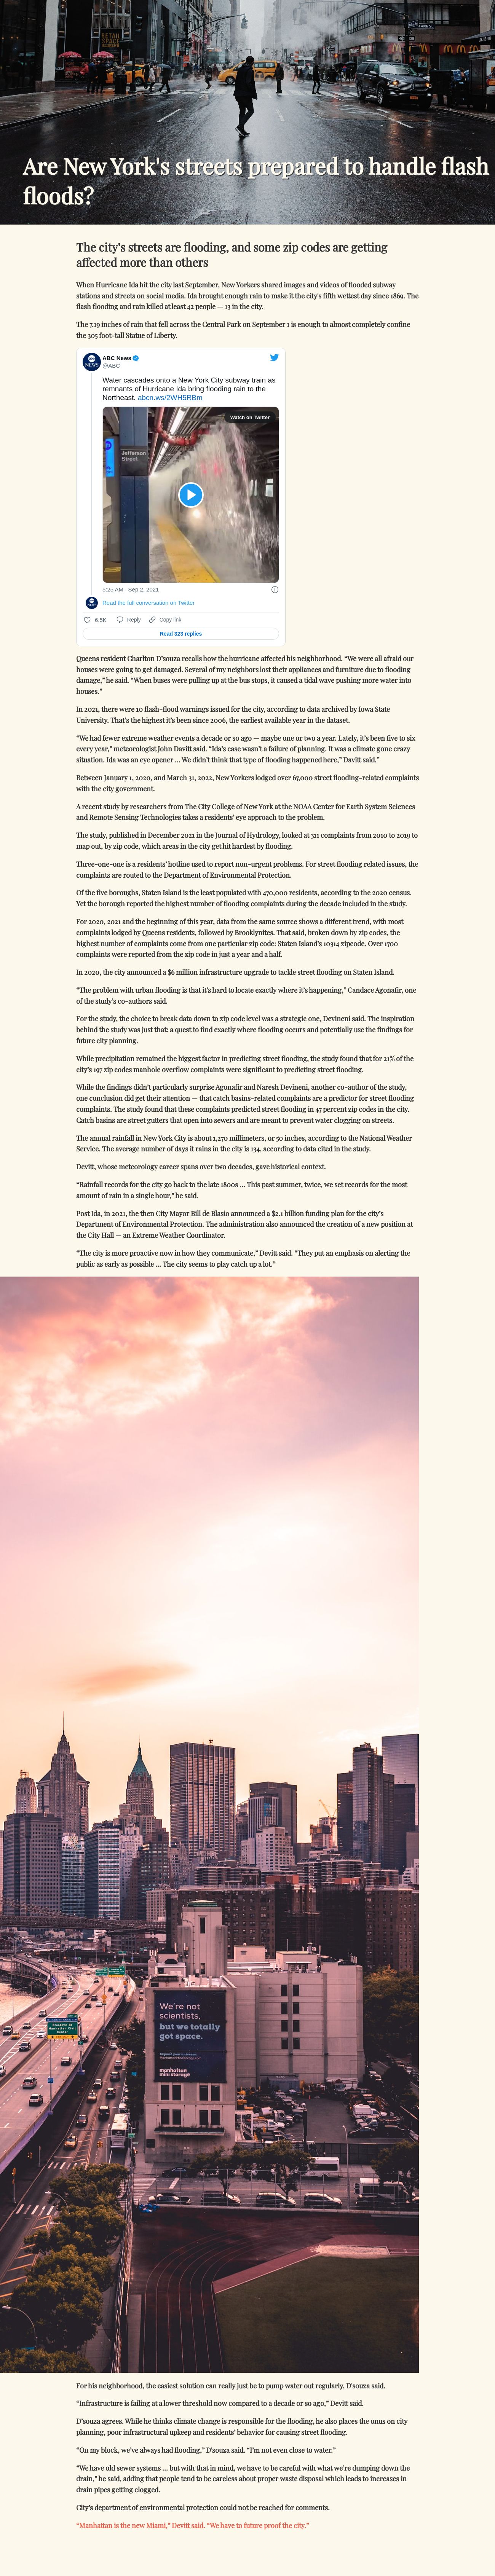 RETAIL
SPACE
Are New York's streets prepared to handle flash
floods?
The city's streets are flooding, and some zip codes are getting
affected more than others
When Hurricane Ida hit the city last September, New Yorkers shared images and videos of flooded subway
stations and streets on social media. Ida brought enough rain to make it the city's fifth wettest day since 1869. The
flash flooding and rain killed at least 42 people — 13 in the city.
The 7.19 inches of rain that fell across the Central Park on September 1 is enough to almost completely confine
the 305 foot-tall Statue of Liberty.
ABC News
@ABC
Water cascades onto a New York City subway train as
remnants of Hurricane Ida bring flooding rain to the
Northeast. abcn.ws/2WH5RBm
Watch on Twitter
Jefferson
Street
5:25 AM · Sep 2, 2021
Read the full conversation on Twitter
6.5K Reply Copy link
Read 323 replies
Queens resident Charlton D'souza recalls how the hurricane affected his neighborhood. “We were all afraid our
houses were going to get damaged. Several of my neighbors lost their appliances and furniture due to flooding
damage,” he said. “When buses were pulling up at the bus stops, it caused a tidal wave pushing more water into
houses.”
In 2021, there were 10 flash-flood warnings issued for the city, according to data archived by Iowa State
University. That's the highest it's been since 2006, the earliest available year in the dataset.
“We had fewer extreme weather events a decade or so ago — maybe one or two a year. Lately, it's been five to six
every year,” meteorologist John Davitt said. “Ida's case wasn't a failure of planning. It was a climate gone crazy
situation. Ida was an eye opener ... We didn't think that type of flooding happened here,” Davitt said.”
Between January 1, 2020, and March 31, 2022, New Yorkers lodged over 67,000 street flooding-related complaints
with the city government.
A recent study by researchers from The City College of New York at the NOAA Center for Earth System Sciences
and Remote Sensing Technologies takes a residents' eye approach to the problem.
The study, published in December 2021 in the Journal of Hydrology, looked at 311 complaints from 2010 to 2019 to
map out, by zip code, which areas in the city get hit hardest by flooding.
Three-one-one is a residents' hotline used to report non-urgent problems. For street flooding related issues, the
complaints are routed to the Department of Environmental Protection.
Of the five boroughs, Staten Island is the least populated with 470,000 residents, according to the 2020 census.
Yet the borough reported the highest number of flooding complaints during the decade included in the study.
For 2020, 2021 and the beginning of this year, data from the same source shows a different trend, with most
complaints lodged by Queens residents, followed by Brooklynites. That said, broken down by zip codes, the
highest number of complaints come from one particular zip code: Staten Island's 10314 zipcode. Over 1700
complaints were reported from the zip code in just a year and a half.
In 2020, the city announced a $6 million infrastructure upgrade to tackle street flooding on Staten Island.
“The problem with urban flooding is that it's hard to locate exactly where it's happening,” Candace Agonafir, one
of the study's co-authors said.
For the study, the choice to break data down to zip code level was a strategic one, Devineni said. The inspiration
behind the study was just that: a quest to find exactly where flooding occurs and potentially use the findings for
future city planning.
While precipitation remained the biggest factor in predicting street flooding, the study found that for 21% of the
city's 197 zip codes manhole overflow complaints were significant to predicting street flooding.
While the findings didn't particularly surprise Agonafir and Naresh Devineni, another co-author of the study,
one conclusion did get their attention — that catch basins-related complaints are a predictor for street flooding
complaints. The study found that these complaints predicted street flooding in 47 percent zip codes in the city.
Catch basins are street gutters that open into sewers and are meant to prevent water clogging on streets.
The annual rainfall in New York City is about 1,270 millimeters, or 50 inches, according to the National Weather
Service. The average number of days it rains in the city is 134, according to data cited in the study.
Devitt, whose meteorology career spans over two decades, gave historical context.
“Rainfall records for the city go back to the late 1800s ... This past summer, twice, we set records for the most
amount of rain in a single hour,” he said.
Post Ida, in 2021, the then City Mayor Bill de Blasio announced a $2.1 billion funding plan for the city's
Department of Environmental Protection. The administration also announced the creation of a new position at
the City Hall — an Extreme Weather Coordinator.
“The city is more proactive now in how they communicate,” Devitt said. “They put an emphasis on alerting the
public as early as possible ... The city seems to play catch up a lot.”
We're not
scientists,
but we totally
got space.
manhattan
mini storage
For his neighborhood, the easiest solution can really just be to pump water out regularly, D'souza said.
“Infrastructure is failing at a lower threshold now compared to a decade or so ago,” Devitt said.
D'souza agrees. While he thinks climate change is responsible for the flooding, he also places the onus on city
planning, poor infrastructural upkeep and residents' behavior for causing street flooding.
“On my block, we've always had flooding,” D'souza said. “I'm not even close to water.”
“We have old sewer systems ... but with that in mind, we have to be careful with what we're dumping down the
drain,” he said, adding that people tend to be careless about proper waste disposal which leads to increases in
drain pipes getting clogged.
City's department of environmental protection could not be reached for comments.
“Manhattan is the new Miami,” Devitt said. “We have to future proof the city.”